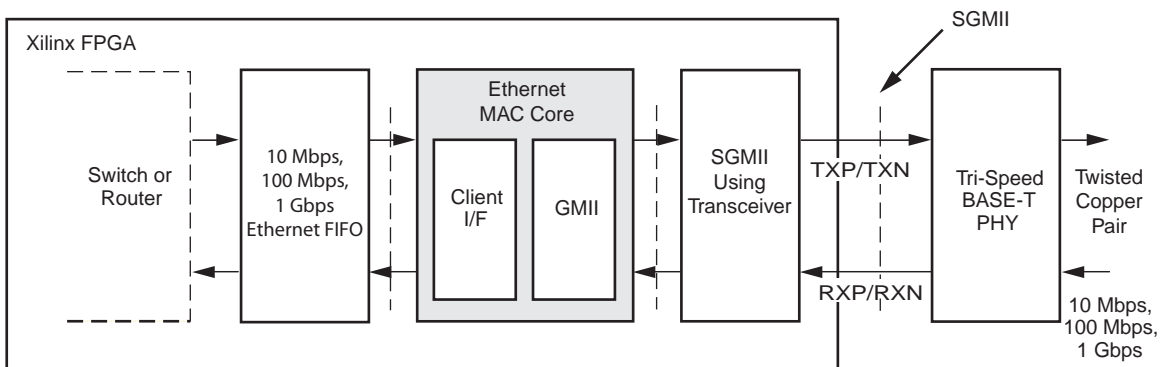 SGMII
Xilinx FPGA
Switch or
Router
10 Mbps,
100 Mbps,
1 Gbps
Ethernet FIFO
Ethernet
MAC Core
Client
I/F
GMII
SGMII
Using
Transceiver
TXP/TXN
RXP/RXN
Tri-Speed
BASE-T
PHY
Twisted
Copper
Pair
10 Mbps,
100 Mbps,
1 Gbps